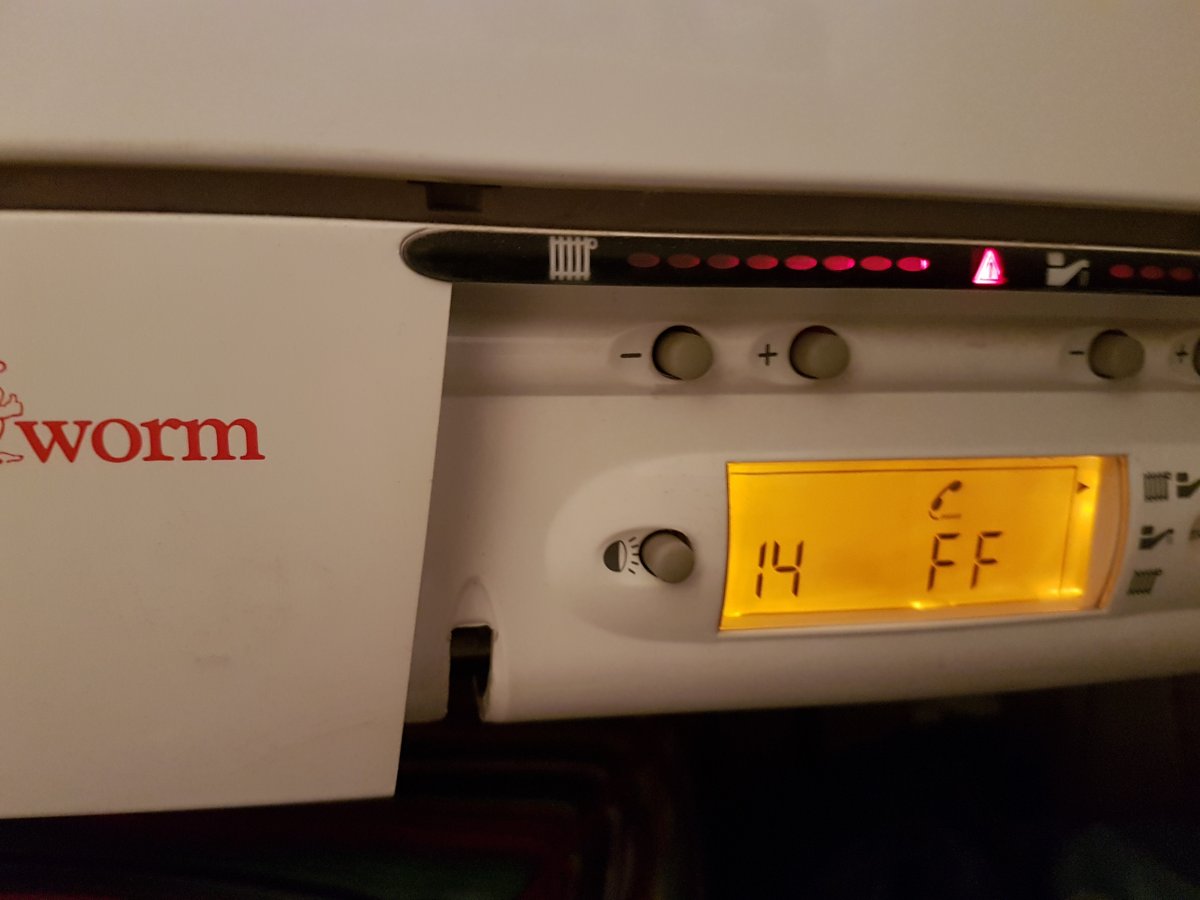 - + - +
worm
14 FF